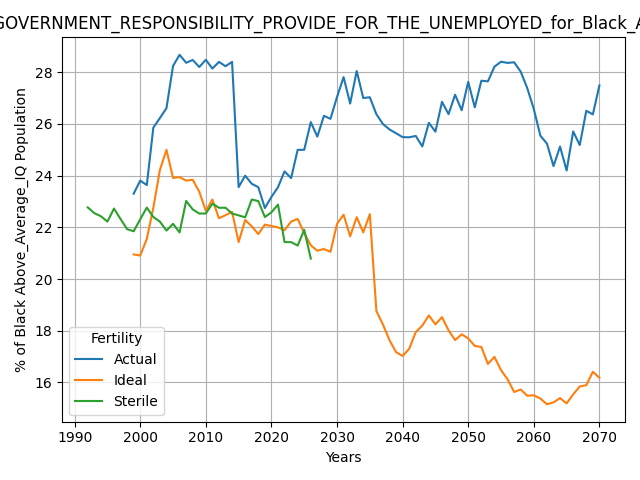 GOVERNMENT_RESPONSIBILITY_PROVIDE_FOR_THE_UNEMPLOYED_for_Black_A
% of Black Above_Average_IQ Population
28
26
24
22
20
18
16
Fertility
Actual
Ideal
Sterile
1990 2000 2010 2020 2030 2040 2050 2060 2070
Years